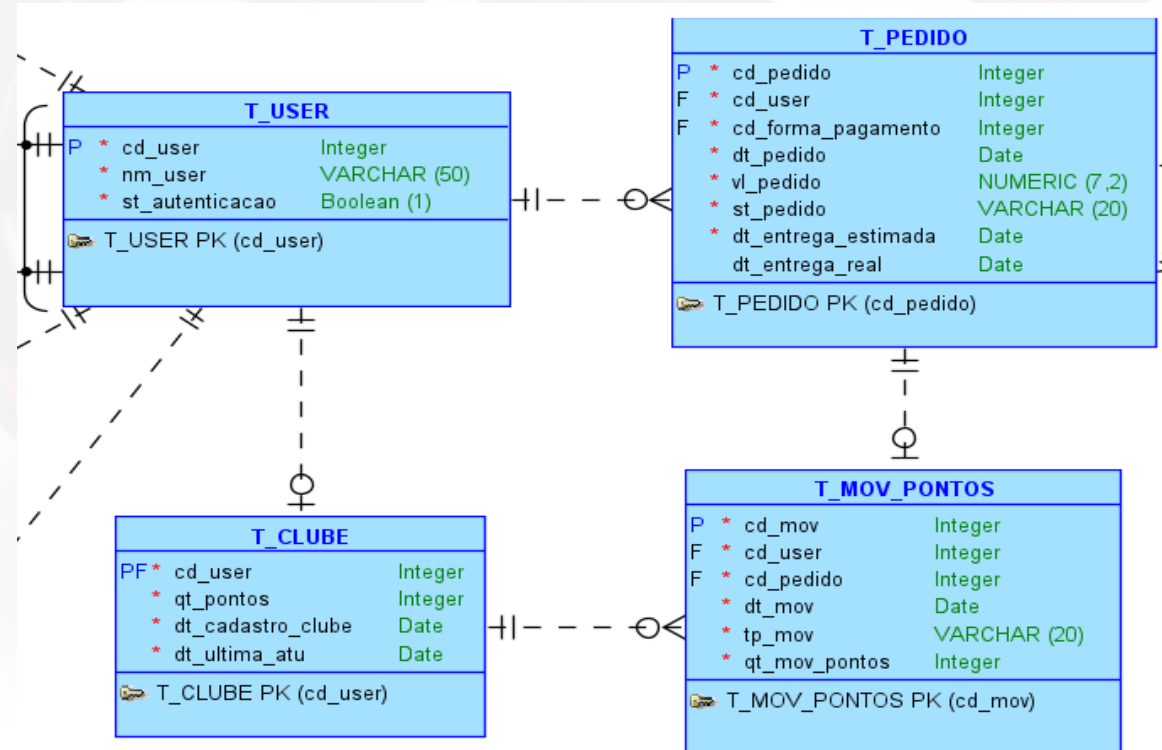 T_USER
P * cd_user Integer
* nm_user VARCHAR (50)
* st_autenticacao Boolean (1)
T_USER PK (cd_user)
T_PEDIDO
P * cd_pedido Integer
F * cd_user Integer
F * cd_forma_pagamento Integer
* dt_pedido Date
* vl_pedido NUMERIC (7,2)
* st_pedido VARCHAR (20)
* dt_entrega_estimada Date
dt_entrega_real Date
T_PEDIDO PK (cd_pedido)
T_CLUBE
PF * cd_user Integer
* qt_pontos Integer
* dt_cadastro_clube Date
* dt_ultima_atu Date
T_CLUBE PK (cd_user)
T_MOV_PONTOS
P * cd_mov Integer
F * cd_user Integer
F * cd_pedido Integer
* dt_mov Date
* tp_mov VARCHAR (20)
* qt_mov_pontos Integer
T_MOV_PONTOS PK (cd_mov)